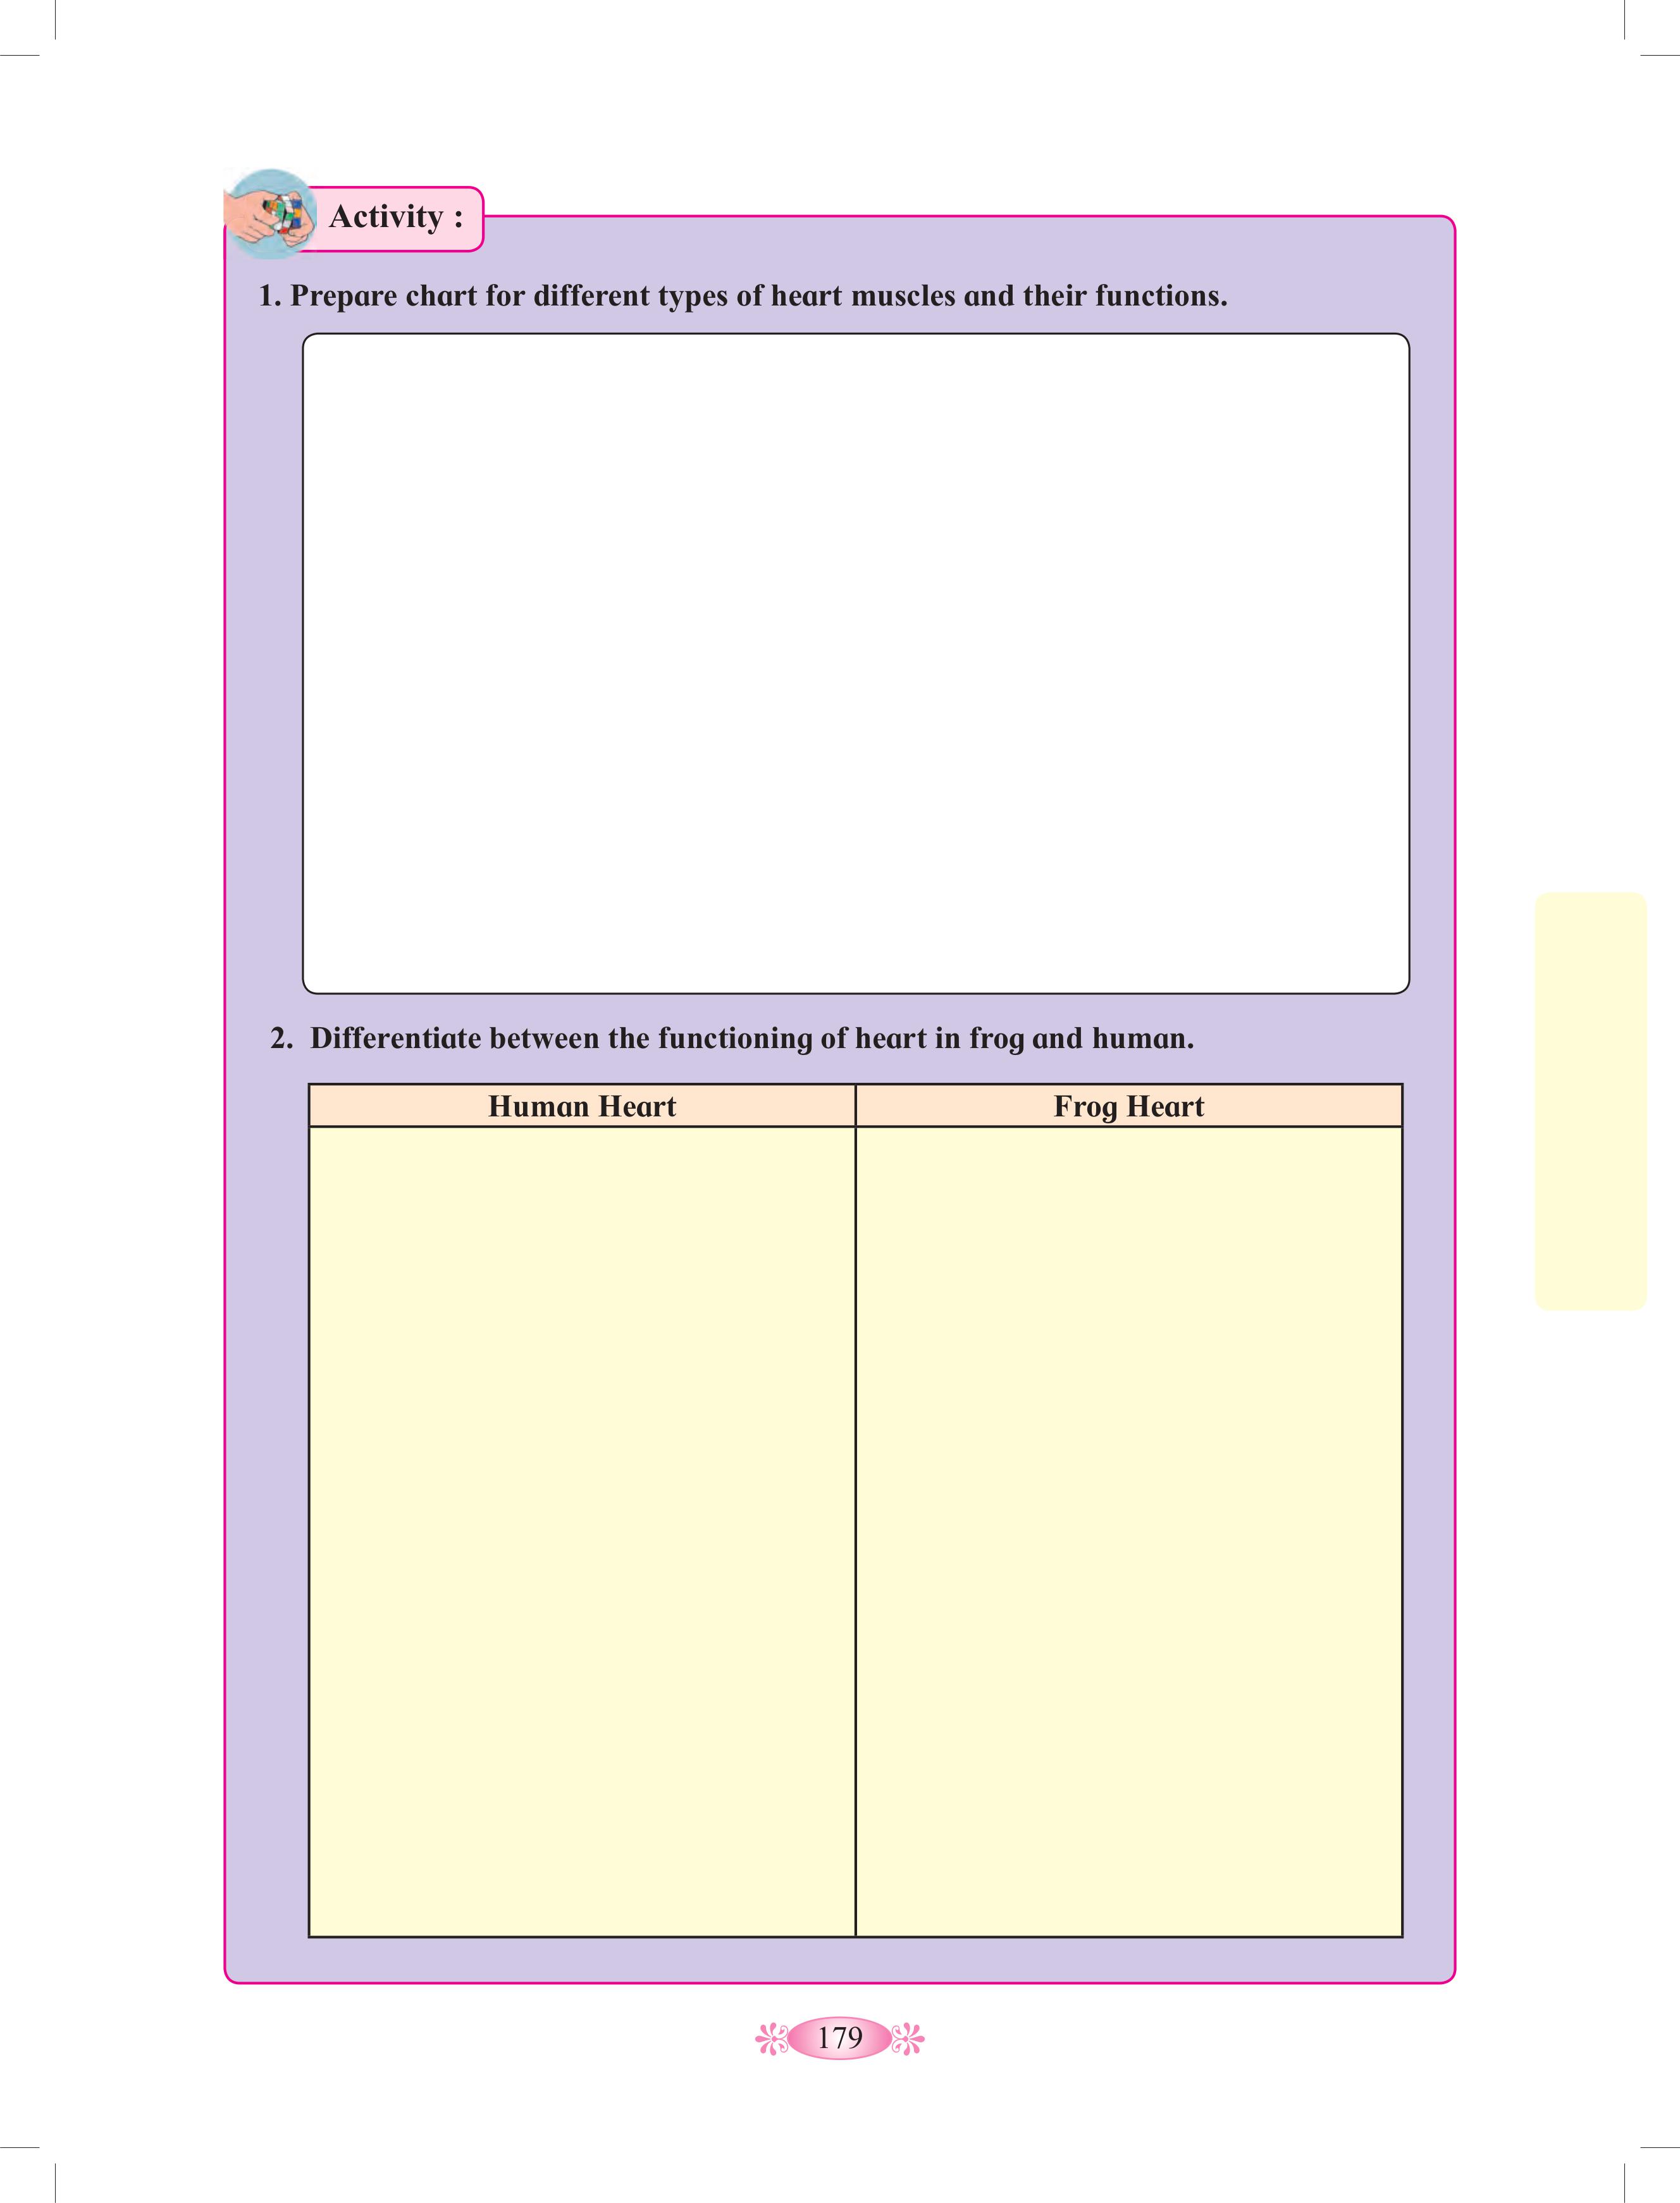 Activity :
1. Prepare chart for different types of heart muscles and their functions.
2. Differentiate between the functioning of heart in frog and human.
Human Heart
Frog Heart
179